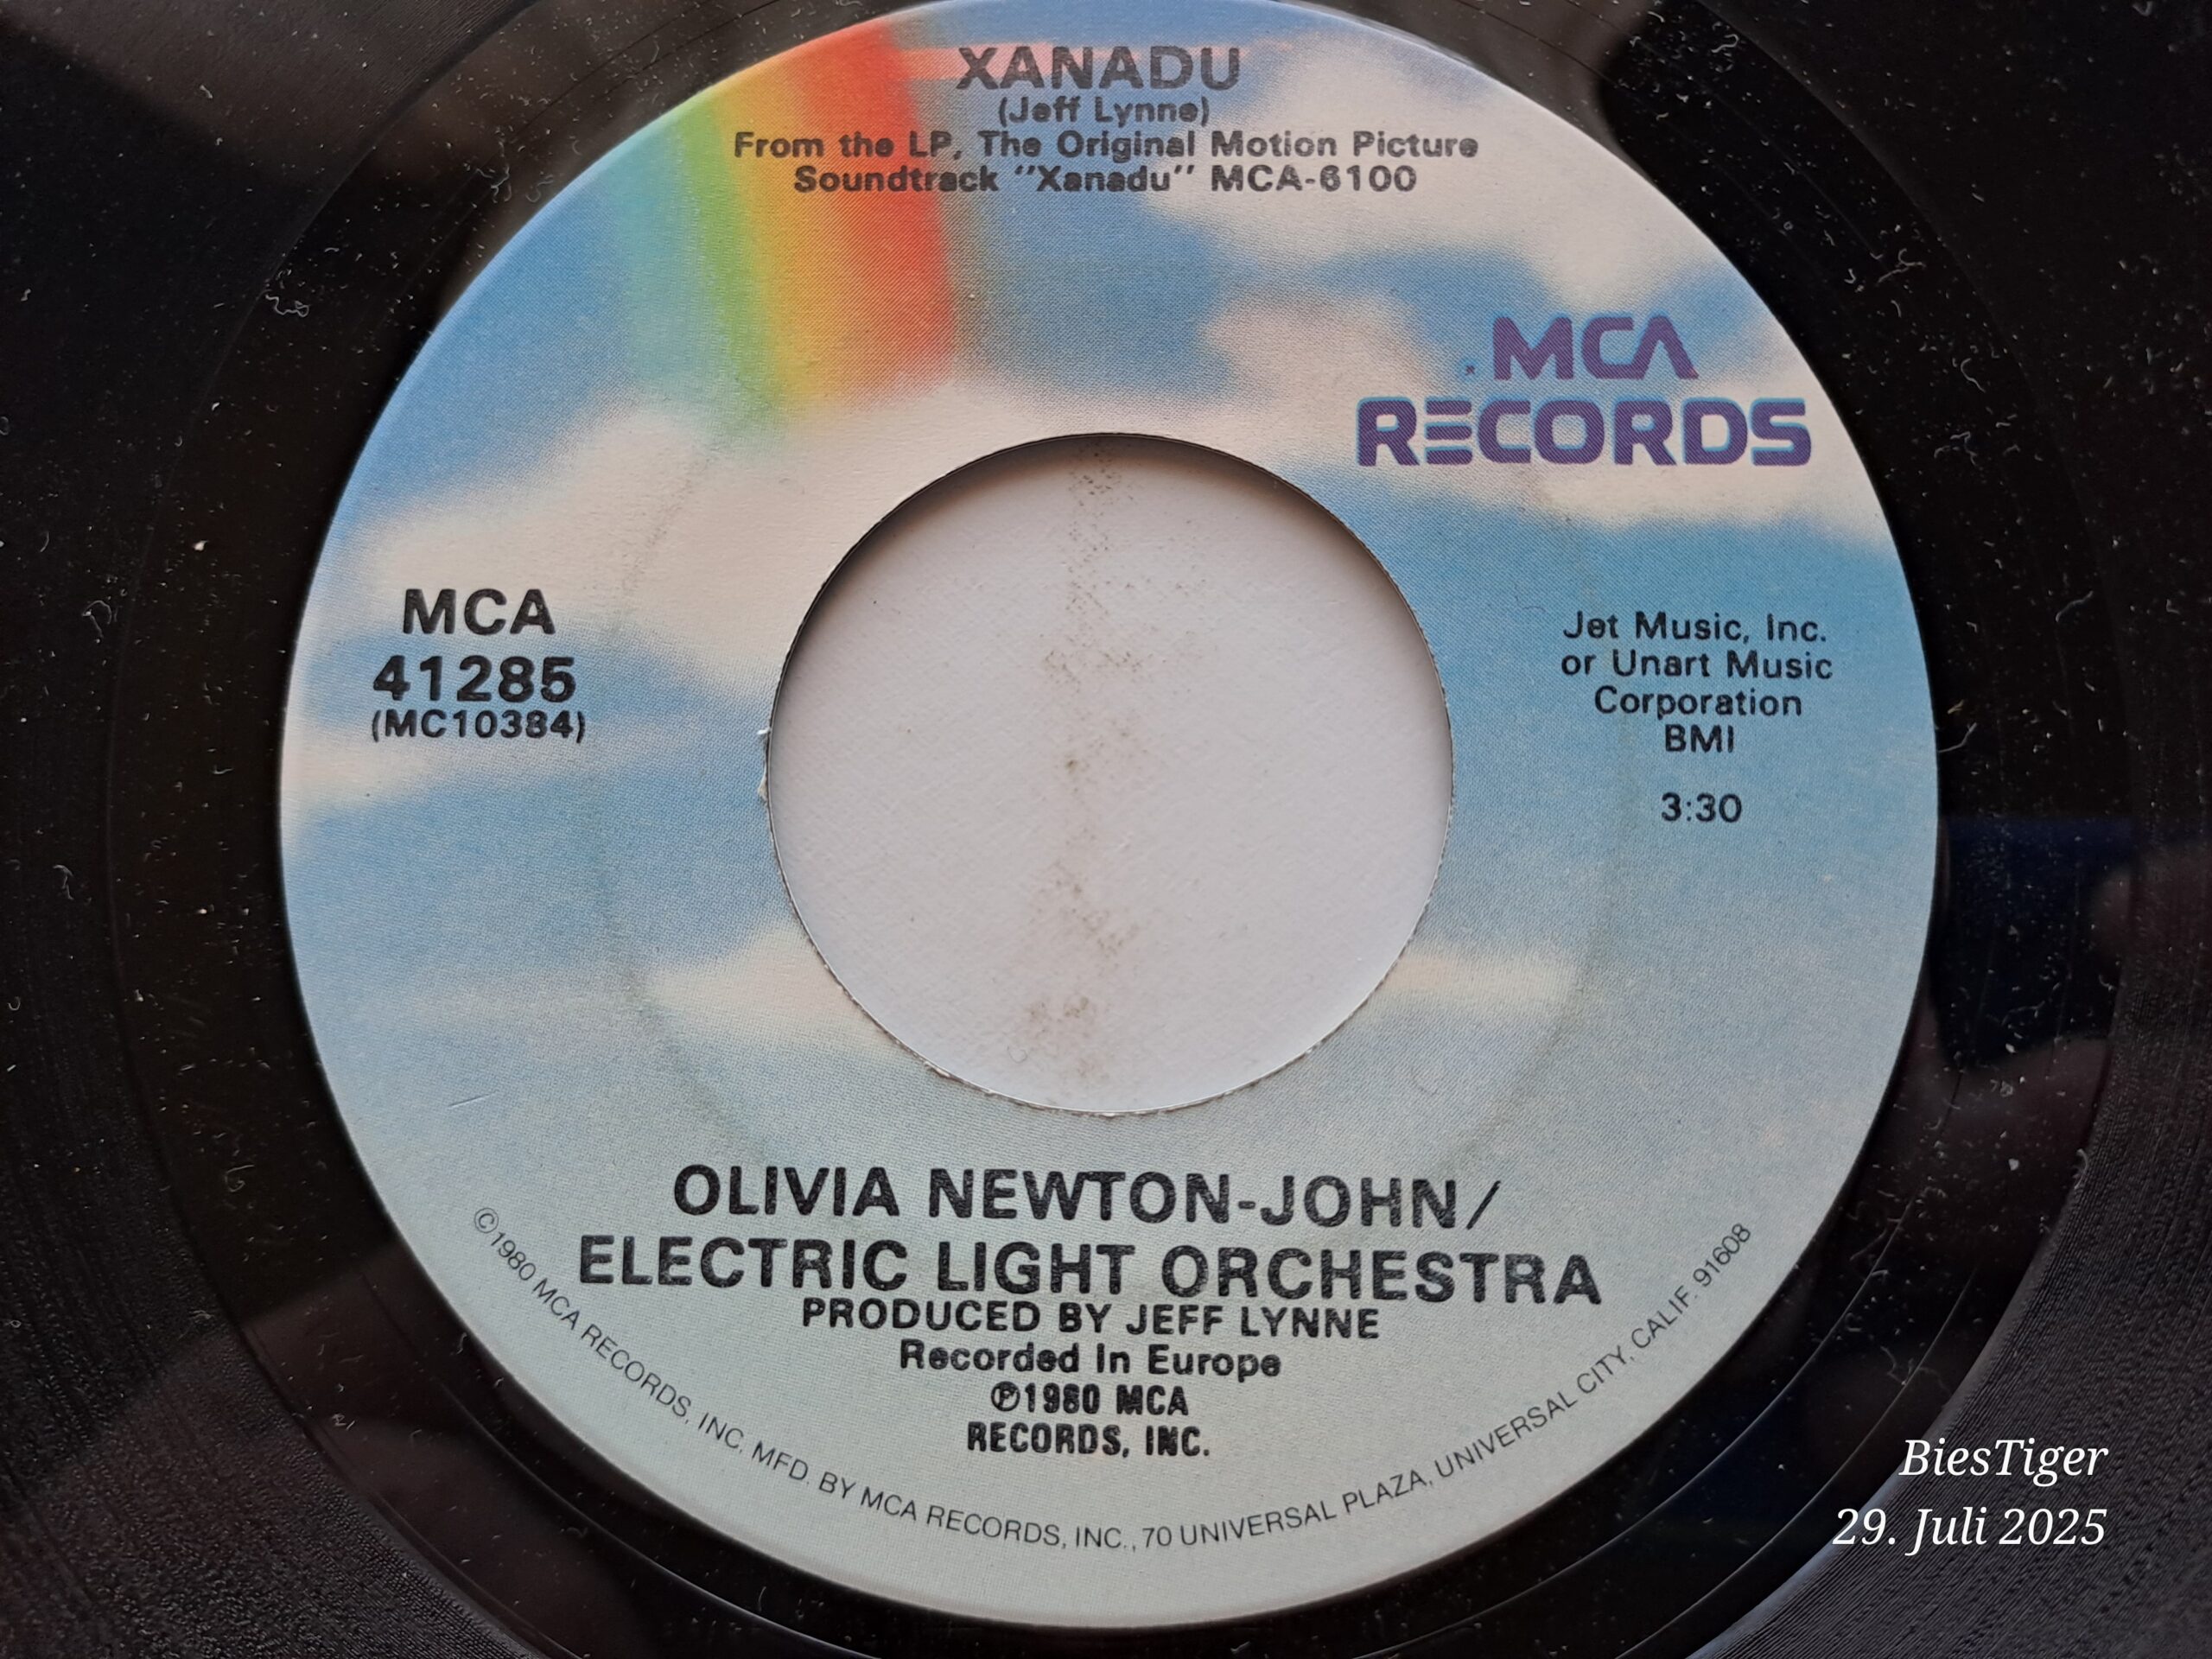 XANADU
(Jeff Lynne)
From the LP, The Original Motion Picture
Soundtrack "Xanadu" MCA-6100
MCA
RECORDS
MCA
41285
(MC10384)
Jet Music, Inc.
or Unart Music
Corporation
BMI
3:30
OLIVIA NEWTON-JOHN/
ELECTRIC LIGHT ORCHESTRA
PRODUCED BY JEFF LYNNE
Recorded In Europe
℗1980 MCA
RECORDS, INC.
©1980 MCA RECORDS, INC. MFD. BY MCA RECORDS, INC., 70 UNIVERSAL PLAZA, UNIVERSAL CITY, CALIF. 91608
BiesTiger
29. Juli 2025